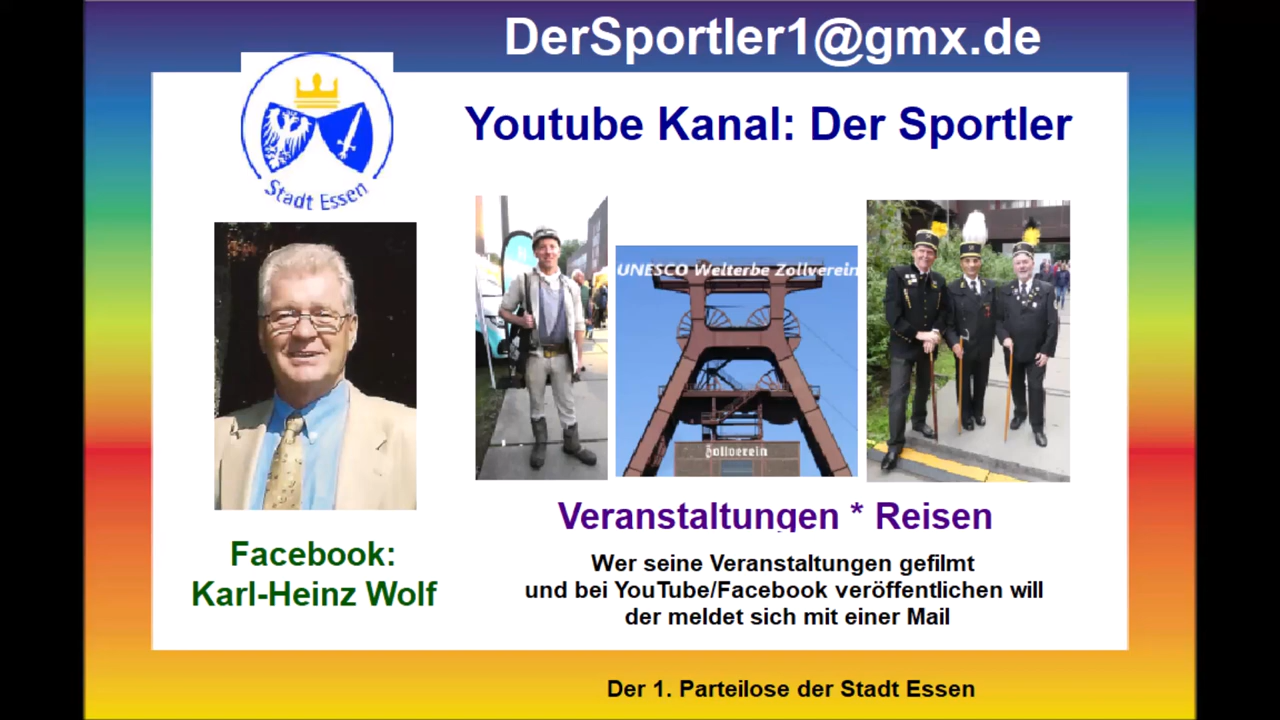 DerSportler1@gmx.de
Youtube Kanal: Der Sportler
Stadt Essen
UNESCO Welterbe Zollverein
Zollverein
Veranstaltungen * Reisen
Facebook:
Karl-Heinz Wolf
Wer seine Veranstaltungen gefilmt
und bei YouTube/Facebook veröffentlichen will
der meldet sich mit einer Mail
Der 1. Parteilose der Stadt Essen